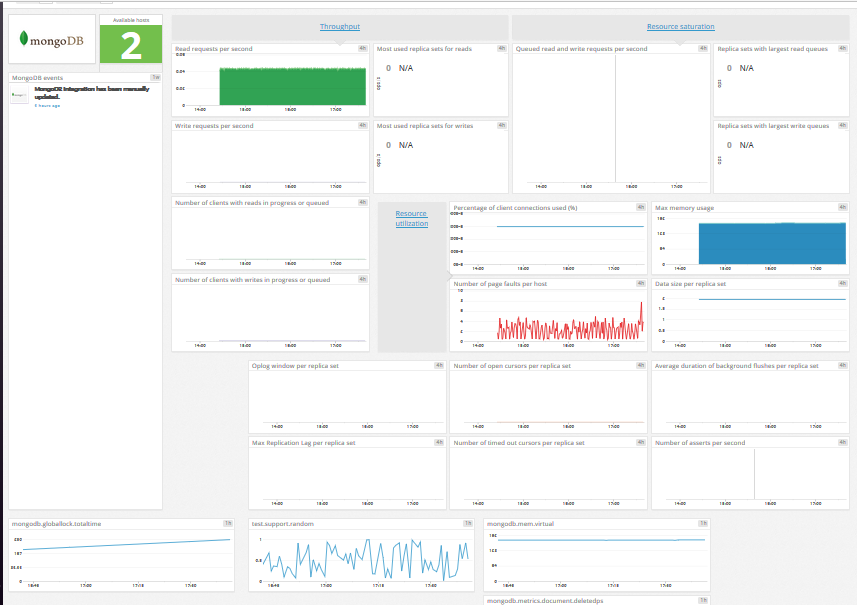 mongoDB
Available hosts
2
MongoDB events 1w
MongoDB Integration has been manually
updated.
6 hours ago
Throughput
Resource saturation
Read requests per second 4h
0.04
0.02
0
14:00 15:00 16:00 17:00
Most used replica sets for reads 4h
0 N/A
Queued read and write requests per second 4h
14:00 15:00 16:00 17:00
Replica sets with largest read queues 4h
0 N/A
Write requests per second 4h
14:00 15:00 16:00 17:00
Most used replica sets for writes 4h
0 N/A
Replica sets with largest write queues 4h
0 N/A
Number of clients with reads in progress or queued 4h
14:00 15:00 16:00 17:00
Resource
utilization
Percentage of client connections used (%) 4h
14:00 15:00 16:00 17:00
Max memory usage 4h
14:00 15:00 16:00 17:00
Number of clients with writes in progress or queued 4h
14:00 15:00 16:00 17:00
Number of page faults per host 4h
10
8
6
4
2
0
14:00 15:00 16:00 17:00
Data size per replica set 4h
2
1.5
1
0.5
0
14:00 15:00 16:00 17:00
Oplog window per replica set 4h
14:00 15:00 16:00 17:00
Number of open cursors per replica set 4h
14:00 15:00 16:00 17:00
Average duration of background flushes per replica set 4h
14:00 15:00 16:00 17:00
Max Replication Lag per replica set 4h
14:00 15:00 16:00 17:00
Number of timed out cursors per replica set 4h
14:00 15:00 16:00 17:00
Number of asserts per second 4h
14:00 15:00 16:00 17:00
mongodb.globallock.totaltime 1h
0
16:45 17:00 17:15 17:30
test.support.random 1h
1
0.5
0
16:45 17:00 17:15 17:30
mongodb.mem.virtual 1h
0
16:45 17:00 17:15 17:30
mongodb.metrics.document.deletedps 1h